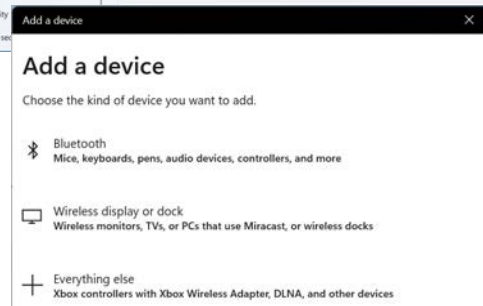 ity
sec
Add a device
Add a device
Choose the kind of device you want to add.
Bluetooth
Mice, keyboards, pens, audio devices, controllers, and more
Wireless display or dock
Wireless monitors, TVs, or PCs that use Miracast, or wireless docks
Everything else
Xbox controllers with Xbox Wireless Adapter, DLNA, and other devices